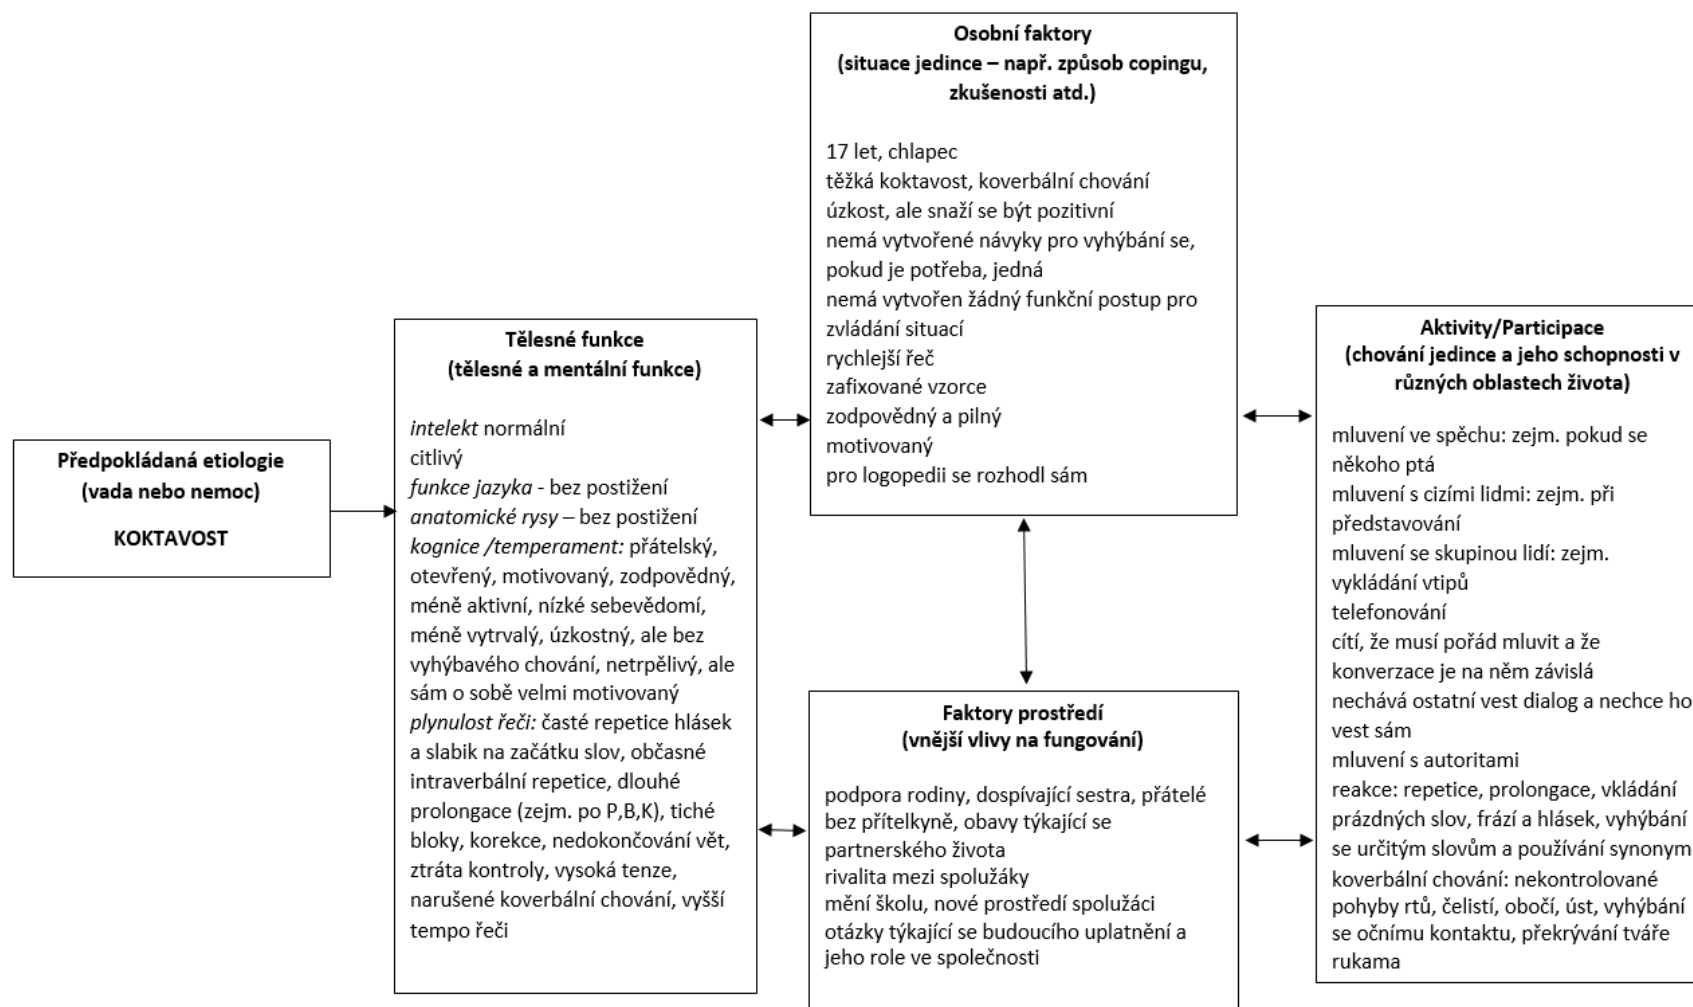 Předpokládaná etiologie
(vada nebo nemoc)
KOKTAVOST
Tělesné funkce
(tělesné a mentální funkce)
intelekt normální
citlivý
funkce jazyka - bez postižení
anatomické rysy – bez postižení
kognice /temperament: přátelský,
otevřený, motivovaný, zodpovědný,
méně aktivní, nízké sebevědomí,
méně vytrvalý, úzkostný, ale bez
vyhýbavého chování, netrpělivý, ale
sám o sobě velmi motivovaný
plynulost řeči: časté repetice hlásek
a slabik na začátku slov, občasné
intraverbální repetice, dlouhé
prolongace (zejm. po P,B,K), tiché
bloky, korekce, nedokončování vět,
ztráta kontroly, vysoká tenze,
narušené koverbální chování, vyšší
tempo řeči
Osobní faktory
(situace jedince – např. způsob copingu,
zkušenosti atd.)
17 let, chlapec
těžká koktavost, koverbální chování
úzkost, ale snaží se být pozitivní
nemá vytvořené návyky pro vyhýbání se,
pokud je potřeba, jedná
nemá vytvořen žádný funkční postup pro
zvládání situací
rychlejší řeč
zafixované vzorce
zodpovědný a pilný
motivovaný
pro logopedii se rozhodl sám
Faktory prostředí
(vnější vlivy na fungování)
podpora rodiny, dospívající sestra, přátelé
bez přítelkyně, obavy týkající se
partnerského života
rivalita mezi spolužáky
mění školu, nové prostředí spolužáci
otázky týkající se budoucího uplatnění a
jeho role ve společnosti
Aktivity/Participace
(chování jedince a jeho schopnosti v
různých oblastech života)
mluvení ve spěchu: zejm. pokud se
někoho ptá
mluvení s cizími lidmi: zejm. při
představování
mluvení se skupinou lidí: zejm.
vykládání vtipů
telefonování
cítí, že musí pořád mluvit a že
konverzace je na něm závislá
nechává ostatní vest dialog a nechce ho
vest sám
mluvení s autoritami
reakce: repetice, prolongace, vkládání
prázdných slov, frází a hlásek, vyhýbání
se určitým slovům a používání synonym
koverbální chování: nekontrolované
pohyby rtů, čelistí, obočí, úst, vyhýbání
se očnímu kontaktu, překrývání tváře
rukama